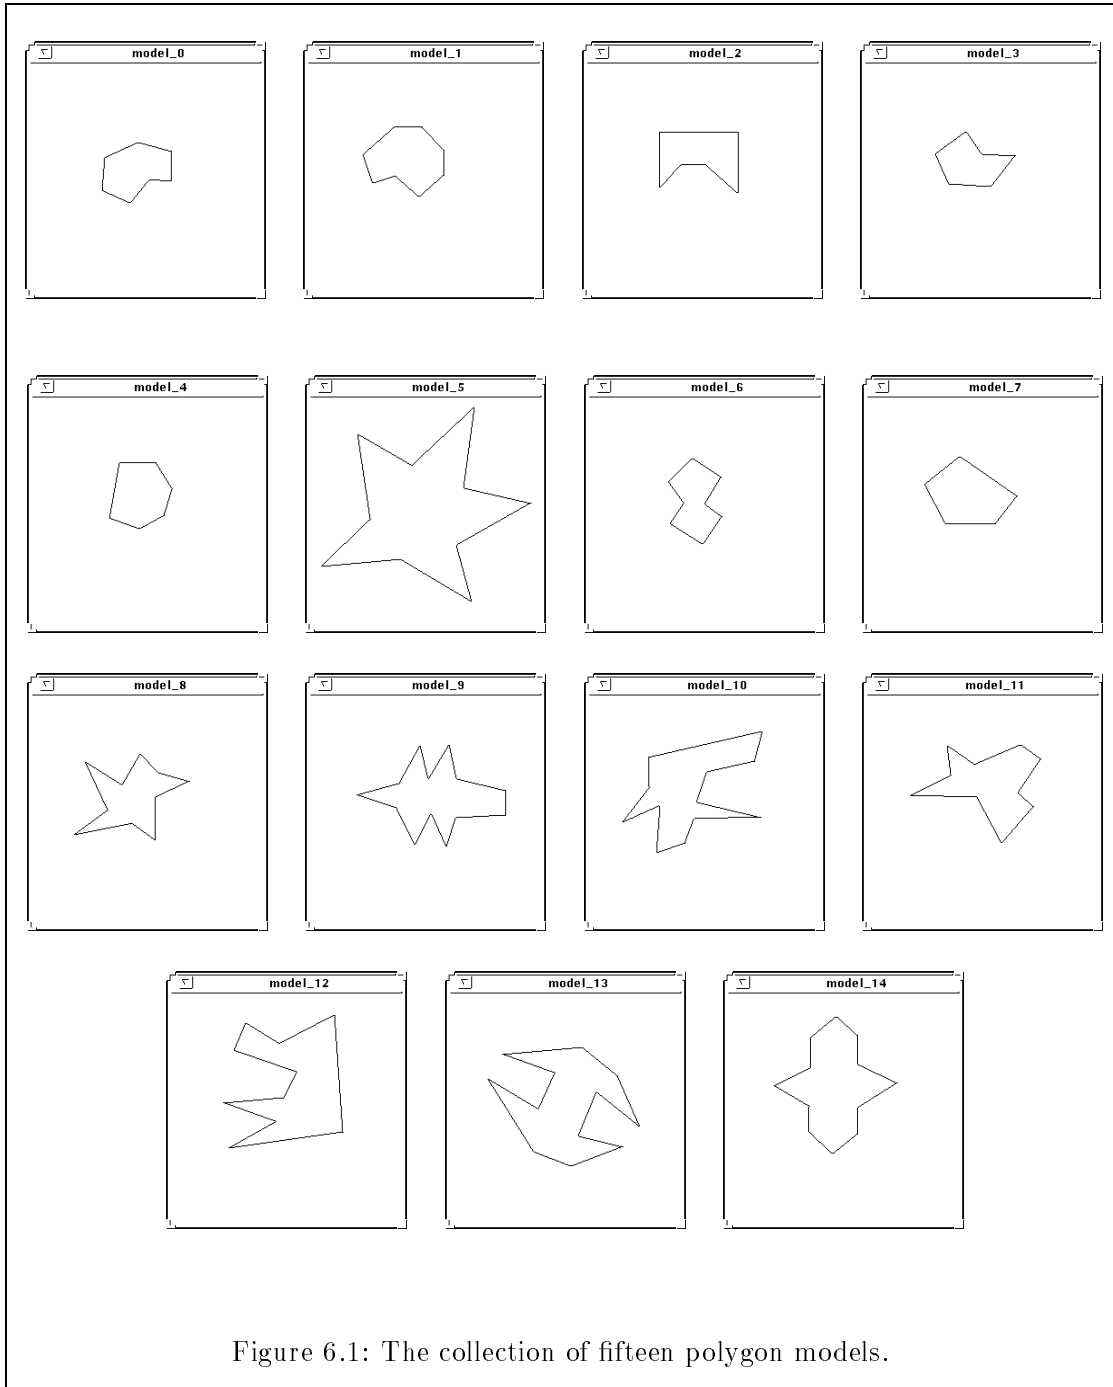 model_0
model_1
model_2
model_3
model_4
model_5
model_6
model_7
model_8
model_9
model_10
model_11
model_12
model_13
model_14
Figure 6.1: The collection of fifteen polygon models.